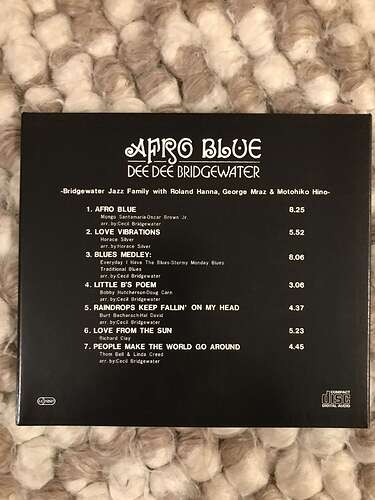 AFRO BLUE
DEE DEE BRIDGEWATER
-Bridgewater Jazz Family with Roland Hanna, George Mraz & Motohiko Hino-
1. AFRO BLUE 8.25
Mongo Santamaria-Oscar Brown Jr.
arr. by:Cecil Bridgewater
2. LOVE VIBRATIONS 5.52
Horace Silver
arr. by:Horace Silver
3. BLUES MEDLEY: 8.06
Everyday I Have The Blues-Stormy Monday Blues
Traditional Blues
arr. by:Cecil Bridgewater
4. LITTLE B'S POEM 3.06
Bobby Hutcherson-Doug Carn
arr. by:Cecil Bridgewater
5. RAINDROPS KEEP FALLIN' ON MY HEAD 4.37
Burt Bacharach-Hal David
arr. by:Cecil Bridgewater
6. LOVE FROM THE SUN 5.23
Richard Clay
7. PEOPLE MAKE THE WORLD GO AROUND 4.45
Thom Bell & Linda Creed
arr. by:Cecil Bridgewater
COMPACT
disc
DIGITAL AUDIO